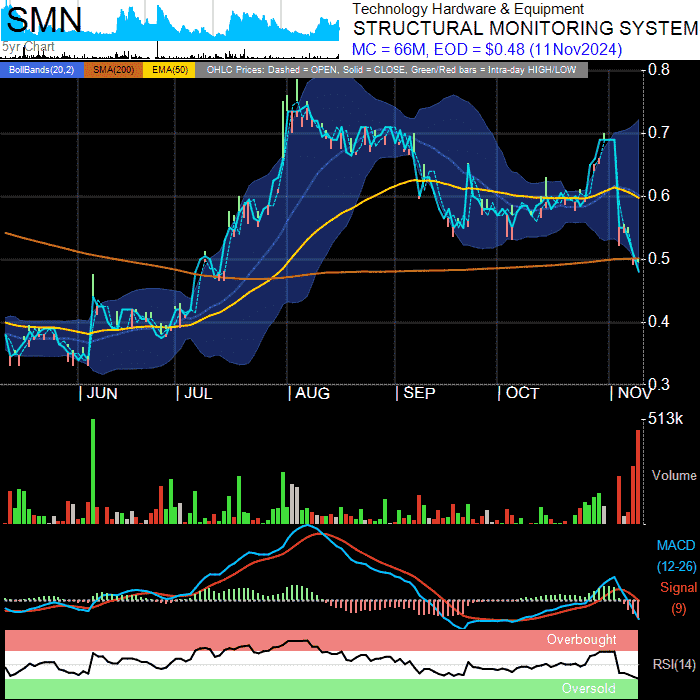 SMN
Technology Hardware & Equipment
STRUCTURAL MONITORING SYSTEM
5yr Chart
MC = 66M, EOD = $0.48 (11Nov2024)
BollBands(20,2) SMA(200) EMA(50) OHLC Prices: Dashed = OPEN, Solid = CLOSE, Green/Red bars = Intra-day HIGH/LOW
0.8
0.7
0.6
0.5
0.4
0.3
JUN JUL AUG SEP OCT NOV
513k
Volume
MACD
(12-26)
Signal
(9)
Overbought
RSI(14)
Oversold